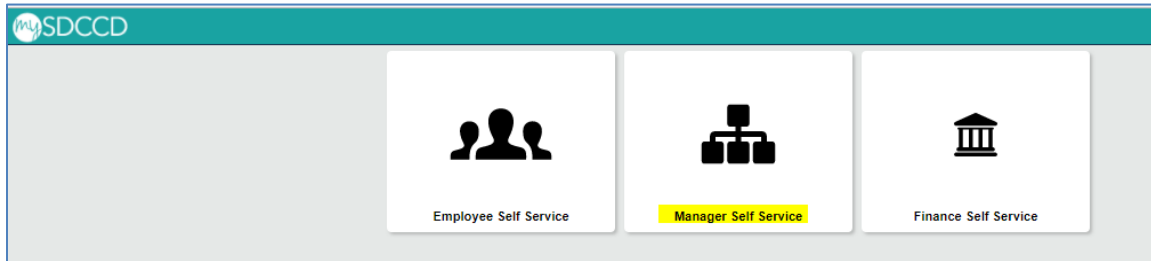 mySDCCD
Employee Self Service
Manager Self Service
Finance Self Service